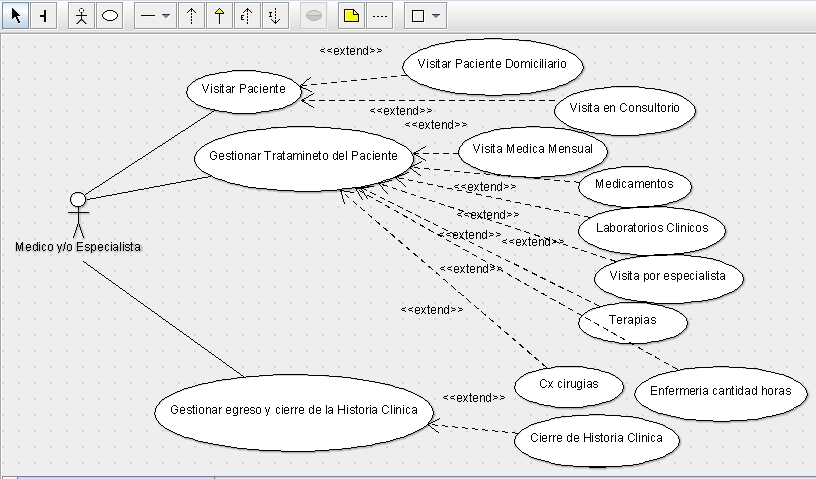 E
I
<<extend>>
Visitar Paciente Domiciliario
Visitar Paciente
Visita en Consultorio
<<extend>>
<<extend>>
Gestionar Tratamineto del Paciente
Visita Medica Mensual
Medicamentos
<<extend>>
<<extend>>
Laboratorios Clinicos
<<extend>>
<<extend>>
Medico y/o Especialista
<<extend>>
Visita por especialista
<<extend>>
Terapias
Cx cirugias
Enfermeria cantidad horas
<<extend>>
Gestionar egreso y cierre de la Historia Clinica
Cierre de Historia Clinica